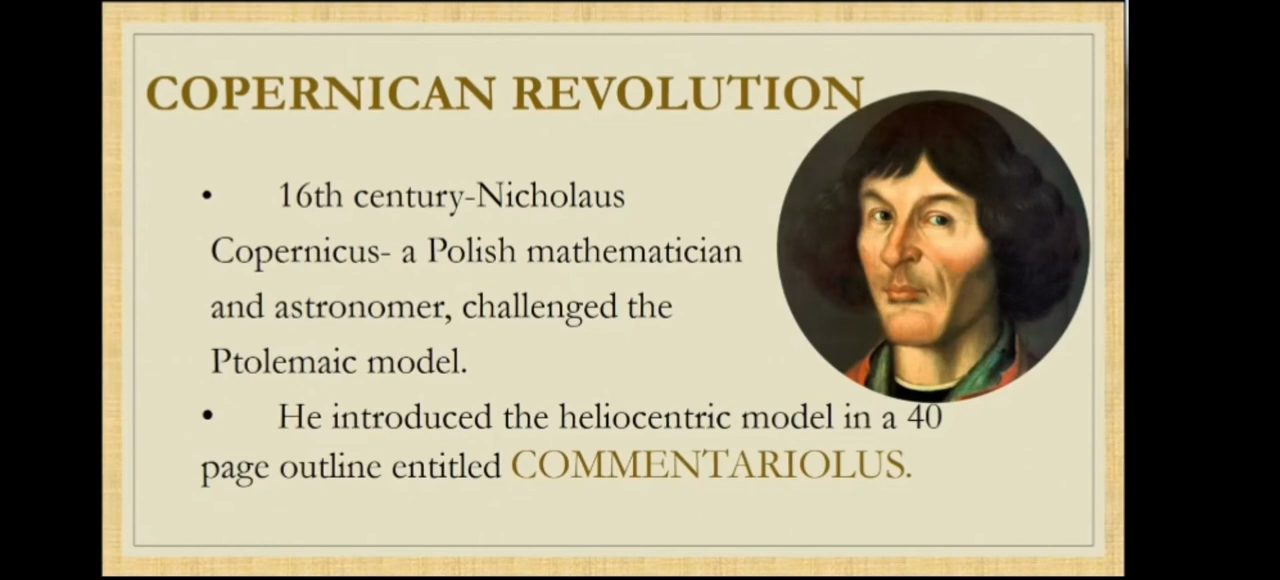 COPERNICAN REVOLUTION
• 16th century-Nicholaus
Copernicus- a Polish mathematician
and astronomer, challenged the
Ptolemaic model.
• He introduced the heliocentric model in a 40
page outline entitled COMMENTARIOLUS.